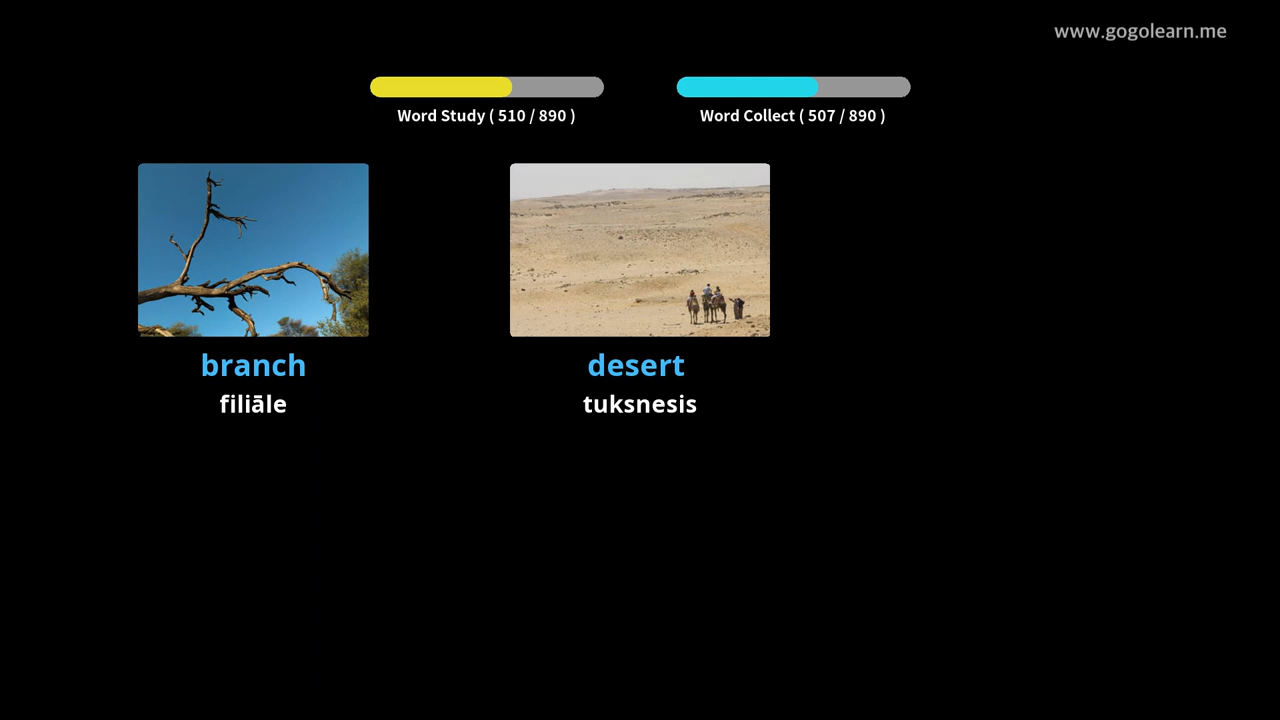 www.gogolearn.me
Word Study ( 510 / 890 )
Word Collect ( 507 / 890 )
branch
filiāle
desert
tuksnesis